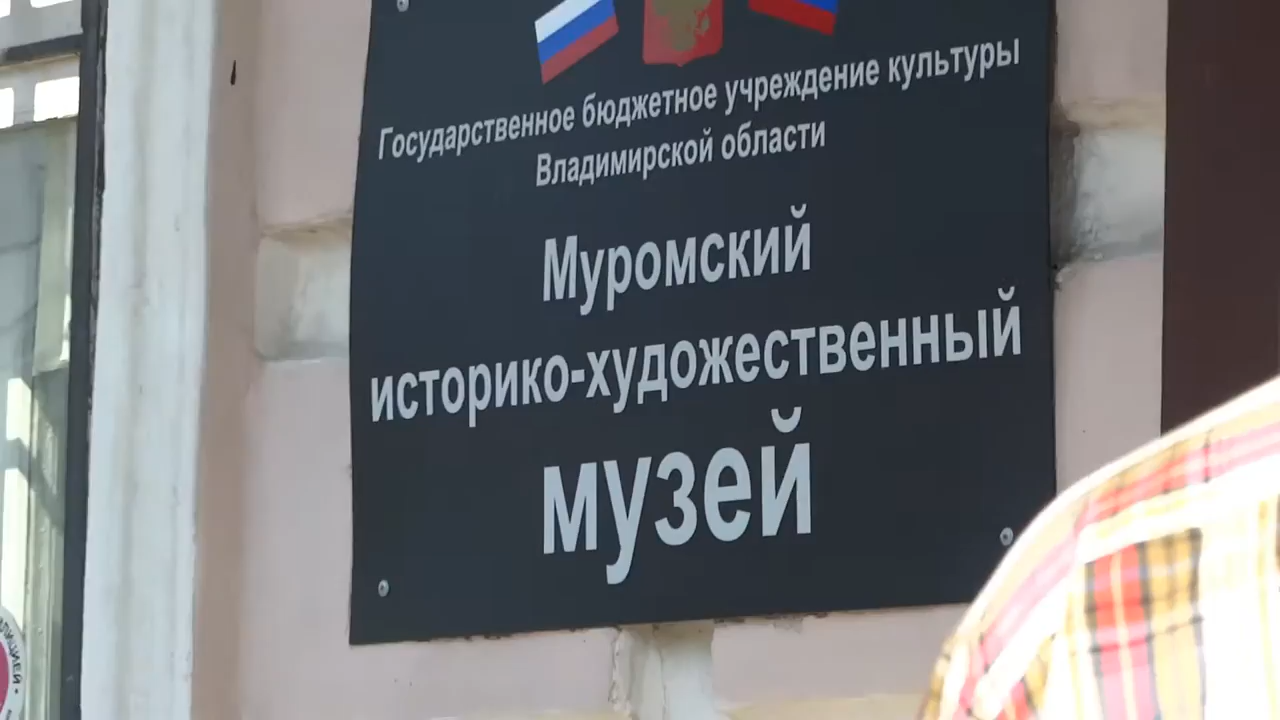 Государственное бюджетное учреждение культуры
Владимирской области
Муромский
историко-художественный
музей